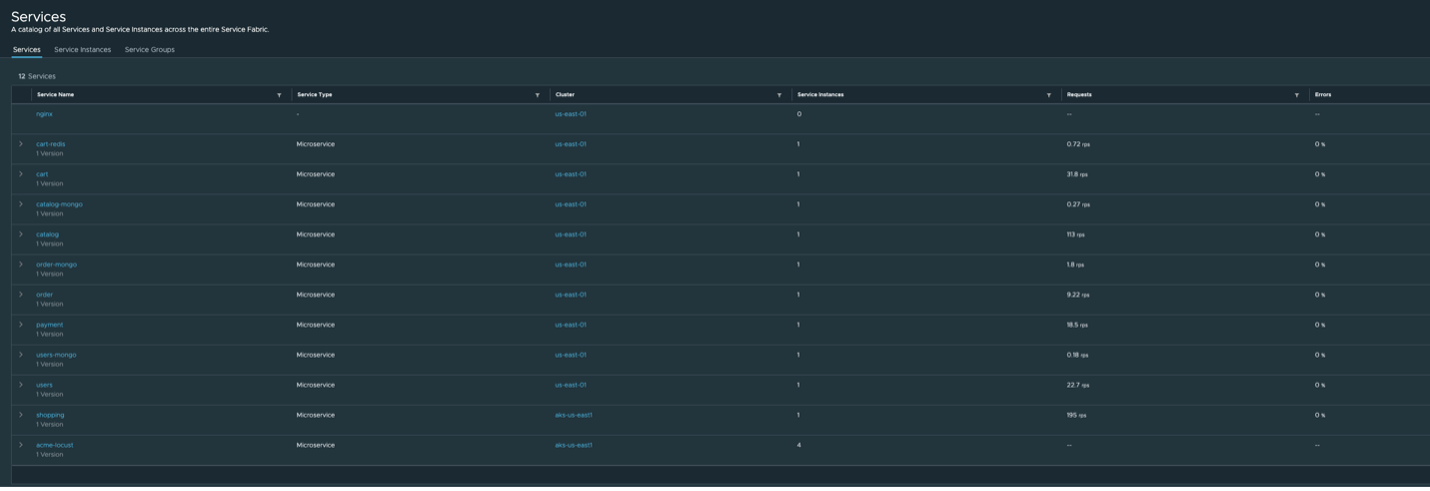 Services
A catalog of all Services and Service Instances across the entire Service Fabric.
Services Service Instances Service Groups
12 Services
Service Name Service Type Cluster Service Instances Requests Errors
nginx - us-east-01 0 -- --
cart-redis Microservice us-east-01 1 0.72 rps 0 %
1 Version
cart Microservice us-east-01 1 31.8 rps 0 %
1 Version
catalog-mongo Microservice us-east-01 1 0.27 rps 0 %
1 Version
catalog Microservice us-east-01 1 113 rps 0 %
1 Version
order-mongo Microservice us-east-01 1 1.8 rps 0 %
1 Version
order Microservice us-east-01 1 9.22 rps 0 %
1 Version
payment Microservice us-east-01 1 18.5 rps 0 %
1 Version
users-mongo Microservice us-east-01 1 0.18 rps 0 %
1 Version
users Microservice us-east-01 1 22.7 rps 0 %
1 Version
shopping Microservice aks-us-east1 1 195 rps 0 %
1 Version
acme-locust Microservice aks-us-east1 4 -- --
1 Version